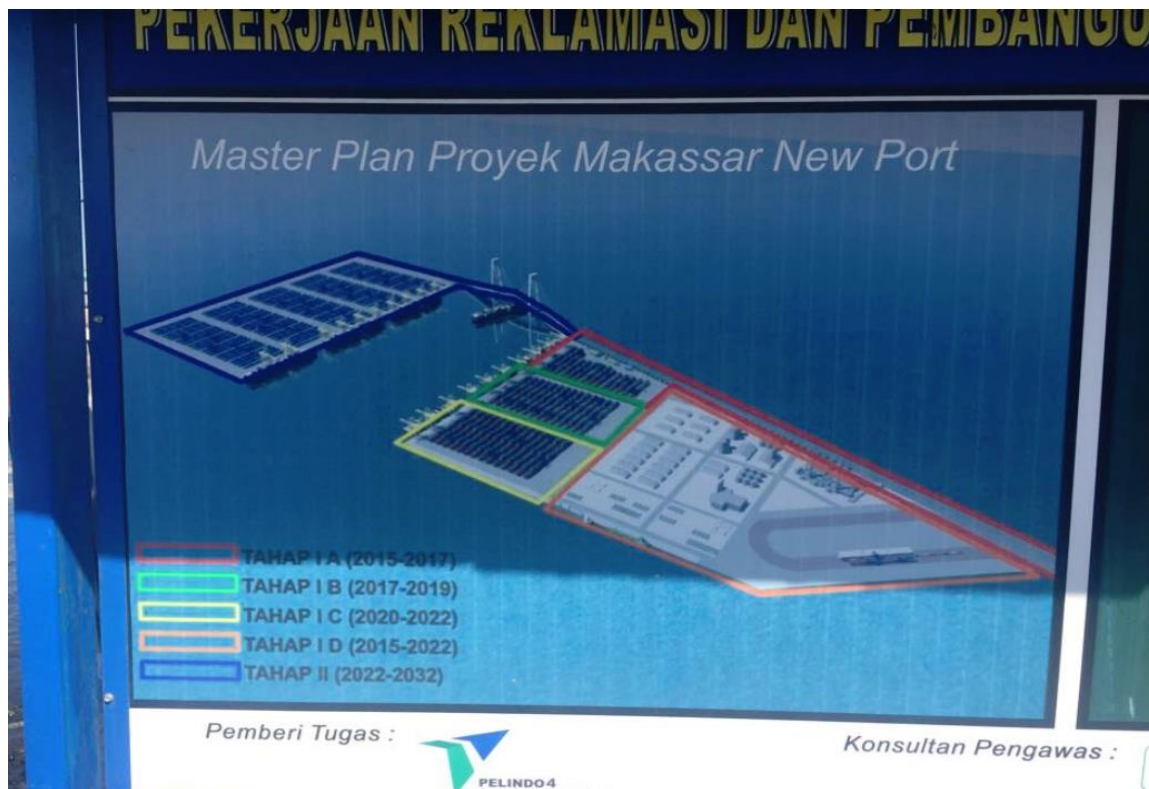 PEKERJAAN REKLAMASI DAN PEMBANGU
Master Plan Proyek Makassar New Port
TAHAP I A (2015-2017)
TAHAP I B (2017-2019)
TAHAP I C (2020-2022)
TAHAP I D (2015-2022)
TAHAP II (2022-2032)
Pemberi Tugas :
PELINDO4
Konsultan Pengawas :